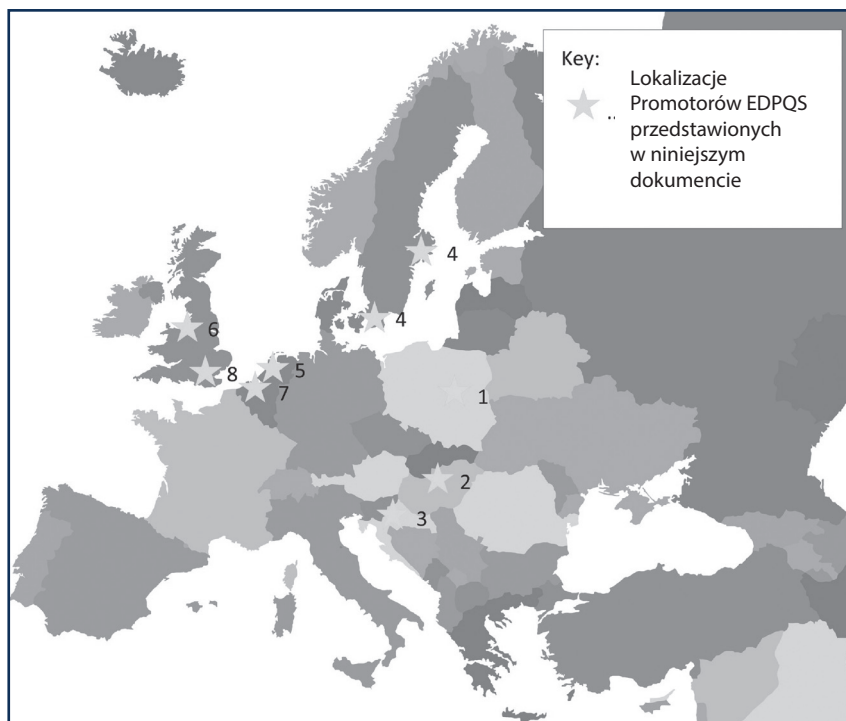 Key:
Lokalizacje
Promotorów EDPQS
przedstawionych
w niniejszym
dokumencie
..
4
4
6
5
8
7
1
2
3